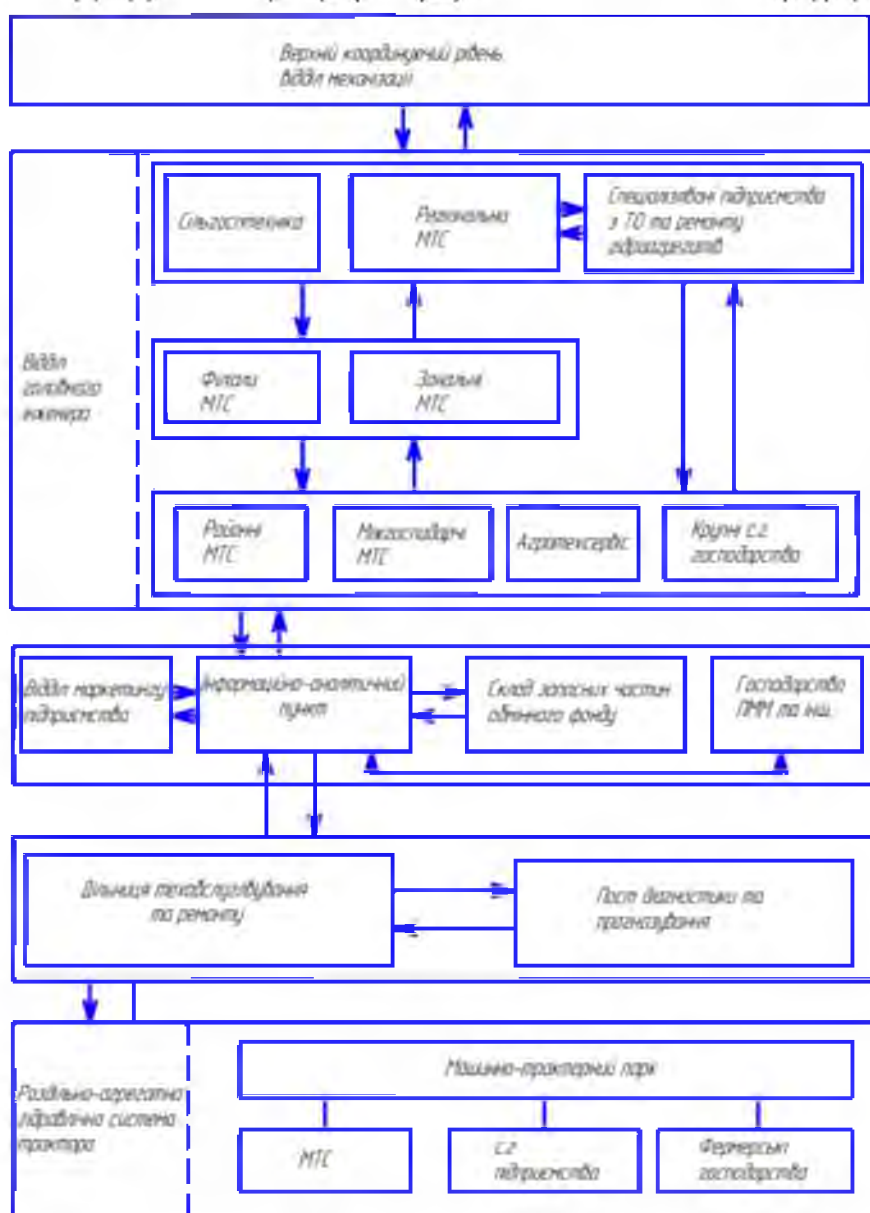 Верхній координуючий рівень
Відділ механізації
Сільгосптехніка
Регіональна
МТС
Спеціалізовані підприємства
з ТО та ремонту
гідроагрегатів
Відділ
головного
інженера
Філіали
МТС
Зональні
МТС
Районні
МТС
Міжгосподарчі
МТС
Агротехсервіс
Крупні с.г.
господарства
Відділ маркетингу
підприємства
Інформаційно-аналітичний
пункт
Склад запасних частин
обмінного фонду
Господарства
ПММ та інш.
Дільниця техобслуговування
та ремонту
Пост діагностики та
прогнозування
Роздільно-агрегатна
гідравлічна система
трактора
Машинно-тракторний парк
МТС
с.г.
підприємства
Фермерські
господарства